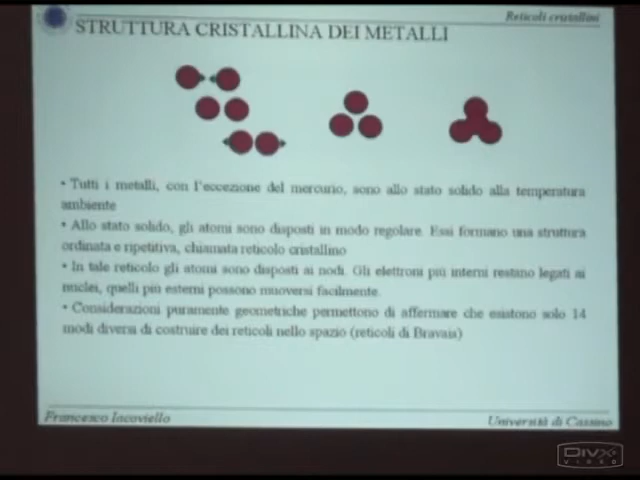 Reticoli cristallini
STRUTTURA CRISTALLINA DEI METALLI
• Tutti i metalli, con l'eccezione del mercurio, sono allo stato solido alla temperatura
ambiente
• Allo stato solido, gli atomi sono disposti in modo regolare. Essi formano una struttura
ordinata e ripetitiva, chiamata reticolo cristallino
• In tale reticolo gli atomi sono disposti ai nodi. Gli elettroni più interni restano legati ai
nuclei, quelli più esterni possono muoversi facilmente.
• Considerazioni puramente geometriche permettono di affermare che esistono solo 14
modi diversi di costruire dei reticoli nello spazio (reticoli di Bravais)
Francesco Iacoviello
Università di Cassino
DIVX
VIDEO